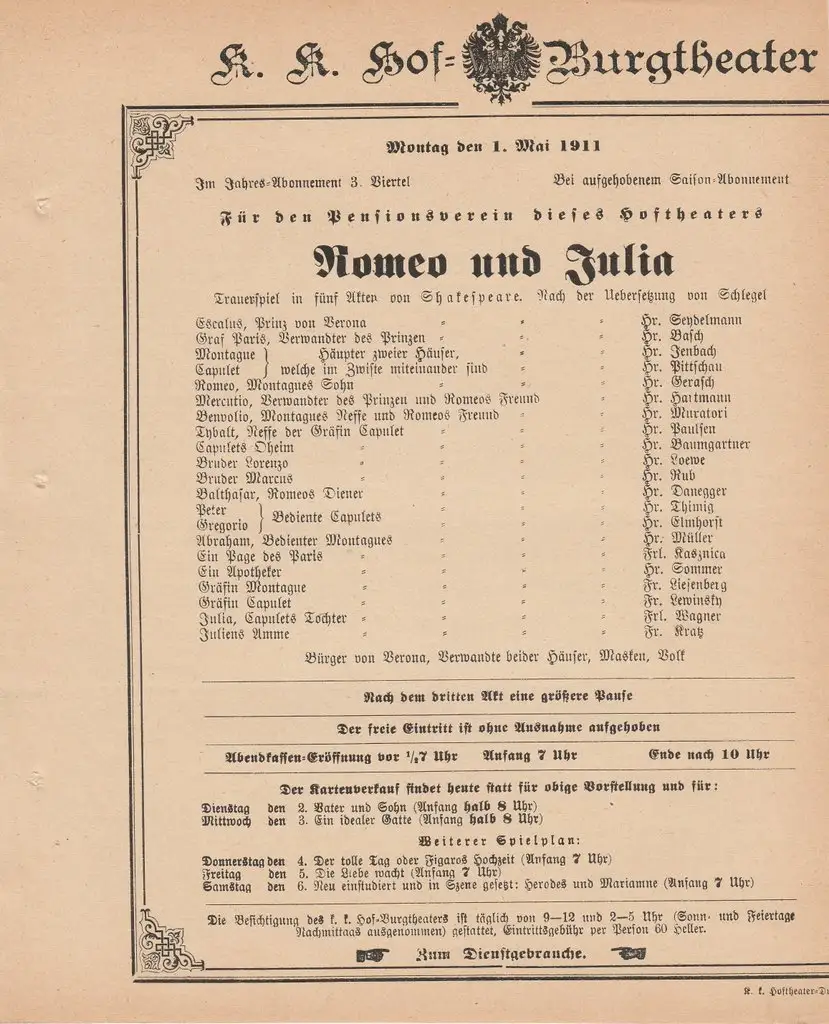 K. K. Hof-Burgtheater
Montag den 1. Mai 1911
Im Jahres-Abonnement 3. Viertel Bei aufgehobenem Saison-Abonnement
Für den Pensionsverein dieses Hoftheaters
Romeo und Julia
Trauerspiel in fünf Akten von Shakespeare. Nach der Uebersetzung von Schlegel
Escalus, Prinz von Verona Hr. Seydelmann
Graf Paris, Verwandter des Prinzen Hr. Basch
Montague } Häupter zweier Häuser, Hr. Jenbach
Capulet } welche im Zwiste miteinander sind Hr. Pittschau
Romeo, Montagues Sohn Hr. Gerasch
Mercutio, Verwandter des Prinzen und Romeos Freund Hr. Hartmann
Benvolio, Montagues Neffe und Romeos Freund Hr. Muratori
Tybalt, Neffe der Gräfin Capulet Hr. Paulsen
Capulets Oheim Hr. Baumgartner
Bruder Lorenzo Hr. Loewe
Bruder Marcus Hr. Rub
Balthasar, Romeos Diener Hr. Danegger
Peter } Hr. Thimig
Gregorio } Bediente Capulets Hr. Elmhorst
Abraham, Bedienter Montagues Hr. Müller
Ein Page des Paris Frl. Kasznica
Ein Apotheker Hr. Sommer
Gräfin Montague Fr. Liesenberg
Gräfin Capulet Fr. Lewinsky
Julia, Capulets Tochter Frl. Wagner
Juliens Amme Fr. Kratz
Bürger von Verona, Verwandte beider Häuser, Masken, Volk
Nach dem dritten Akt eine größere Pause
Der freie Eintritt ist ohne Ausnahme aufgehoben
Abendkassen-Eröffnung vor 1/27 Uhr Anfang 7 Uhr Ende nach 10 Uhr
Der Kartenverkauf findet heute statt für obige Vorstellung und für:
Dienstag den 2. Vater und Sohn (Anfang halb 8 Uhr)
Mittwoch den 3. Ein idealer Gatte (Anfang halb 8 Uhr)
Weiterer Spielplan:
Donnerstag den 4. Der tolle Tag oder Figaros Hochzeit (Anfang 7 Uhr)
Freitag den 5. Die Liebe wacht (Anfang 7 Uhr)
Samstag den 6. Neu einstudiert und in Szene gesetzt: Herodes und Mariamne (Anfang 7 Uhr)
Die Besichtigung des k. k. Hof-Burgtheaters ist täglich von 9—12 und 2—5 Uhr (Sonn- und Feiertage
Nachmittags ausgenommen) gestattet, Eintrittsgebühr per Person 60 Heller.
Zum Dienstgebrauche.
K. k. Hoftheater-Dr